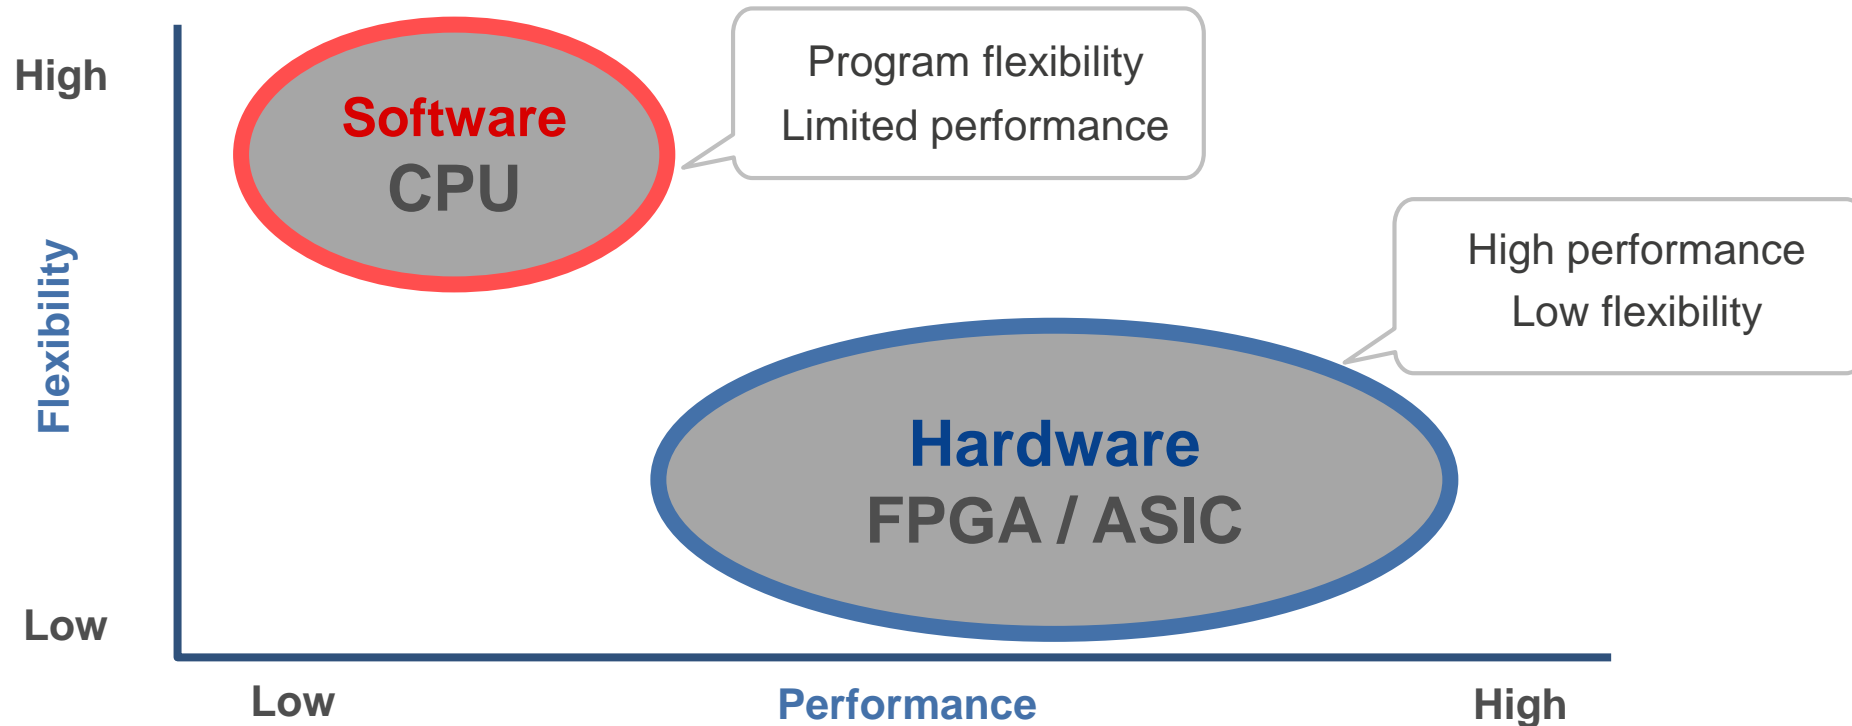 High
Software
CPU
Program flexibility
Limited performance
High performance
Low flexibility
Flexibility
Hardware
FPGA / ASIC
Low
Low
Performance
High